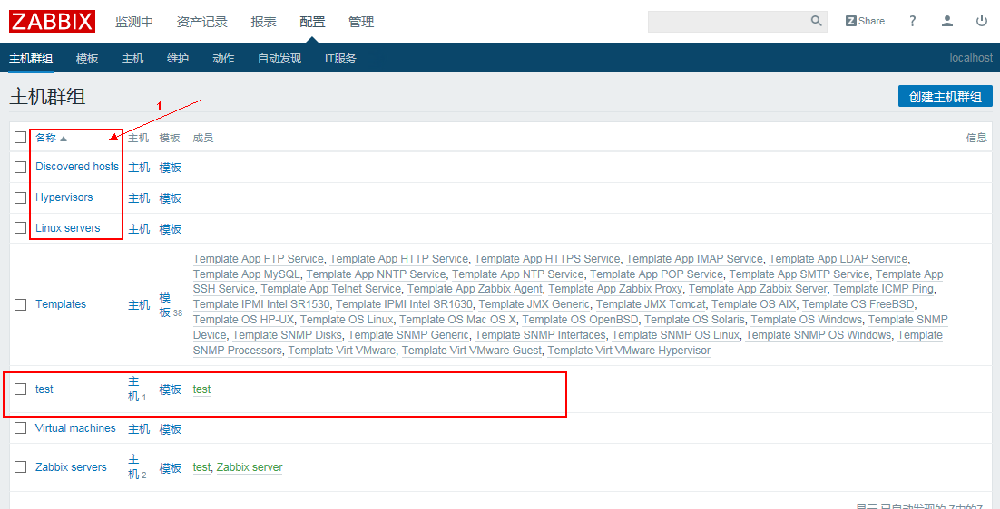 ZABBIX 监测中 资产记录 报表 配置 管理 Z Share ?
主机群组 模板 主机 维护 动作 自动发现 IT服务 localhost
主机群组 创建主机群组
1
名称 ▲ 主机 模板 成员 信息
Discovered hosts 主机 模板
Hypervisors 主机 模板
Linux servers 主机 模板
Template App FTP Service, Template App HTTP Service, Template App HTTPS Service, Template App IMAP Service, Template App LDAP Service,
Template App MySQL, Template App NNTP Service, Template App NTP Service, Template App POP Service, Template App SMTP Service, Template App
SSH Service, Template App Telnet Service, Template App Zabbix Agent, Template App Zabbix Proxy, Template App Zabbix Server, Template ICMP Ping,
Templates 主机 模板 38 Template IPMI Intel SR1530, Template IPMI Intel SR1630, Template JMX Generic, Template JMX Tomcat, Template OS AIX, Template OS FreeBSD,
Template OS HP-UX, Template OS Linux, Template OS Mac OS X, Template OS OpenBSD, Template OS Solaris, Template OS Windows, Template SNMP
Device, Template SNMP Disks, Template SNMP Generic, Template SNMP Interfaces, Template SNMP OS Linux, Template SNMP OS Windows, Template
SNMP Processors, Template Virt VMware, Template Virt VMware Guest, Template Virt VMware Hypervisor
test 主机 1 模板 test
Virtual machines 主机 模板
Zabbix servers 主机 2 模板 test, Zabbix server
显示 已自动发现的 7中的7